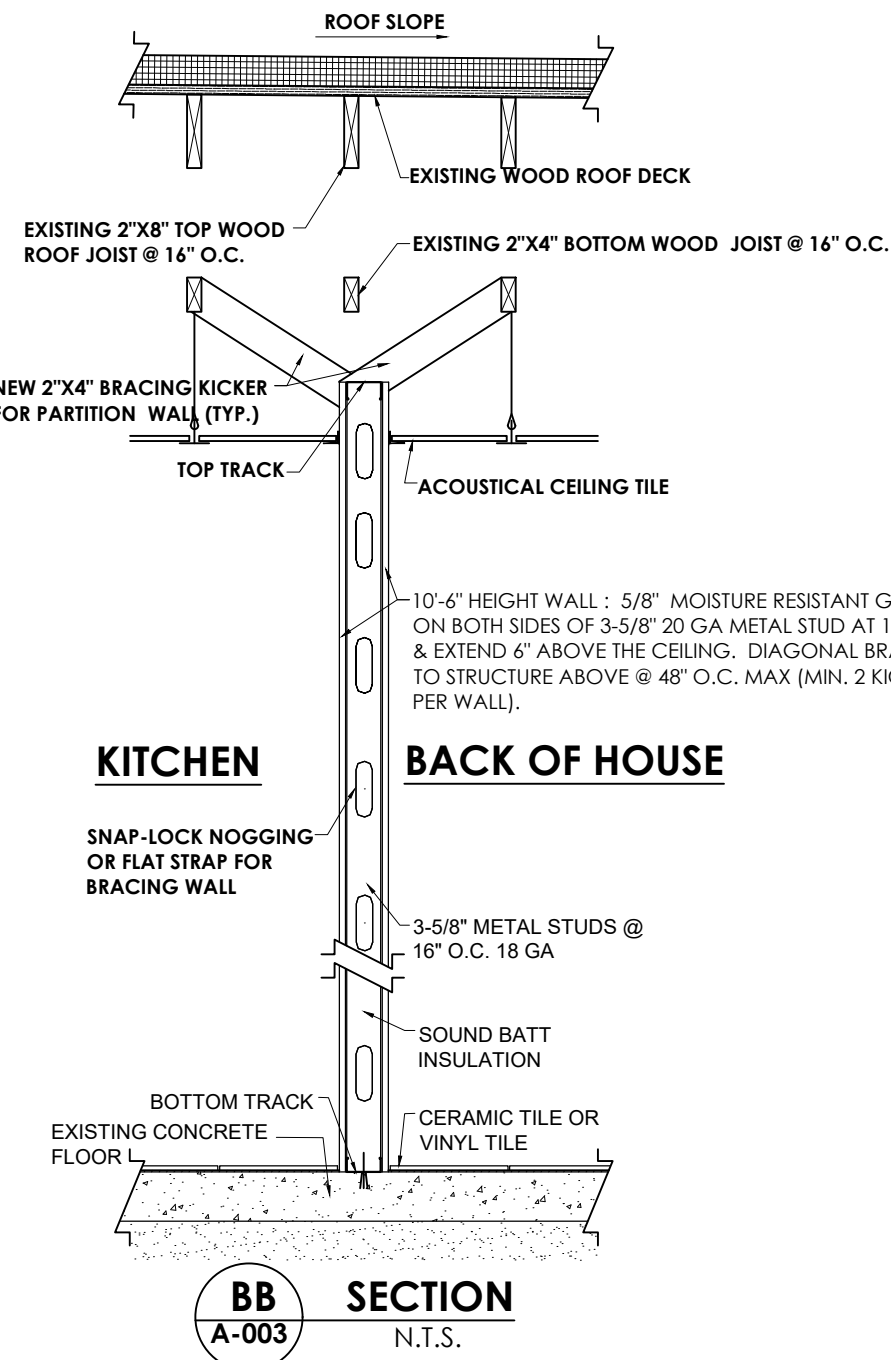 ROOF SLOPE
EXISTING WOOD ROOF DECK
EXISTING 2"X8" TOP WOOD
ROOF JOIST @ 16" O.C.
EXISTING 2"X4" BOTTOM WOOD JOIST @ 16" O.C.
NEW 2"X4" BRACING KICKER
FOR PARTITION WALL (TYP.)
TOP TRACK
ACOUSTICAL CEILING TILE
10'-6" HEIGHT WALL : 5/8" MOISTURE RESISTANT G
ON BOTH SIDES OF 3-5/8" 20 GA METAL STUD AT 1
& EXTEND 6" ABOVE THE CEILING. DIAGONAL BRA
TO STRUCTURE ABOVE @ 48" O.C. MAX (MIN. 2 KI
PER WALL).
KITCHEN
BACK OF HOUSE
SNAP-LOCK NOGGING
OR FLAT STRAP FOR
BRACING WALL
3-5/8" METAL STUDS @
16" O.C. 18 GA
SOUND BATT
INSULATION
BOTTOM TRACK
EXISTING CONCRETE
FLOOR
CERAMIC TILE OR
VINYL TILE
BB
A-003
SECTION
N.T.S.